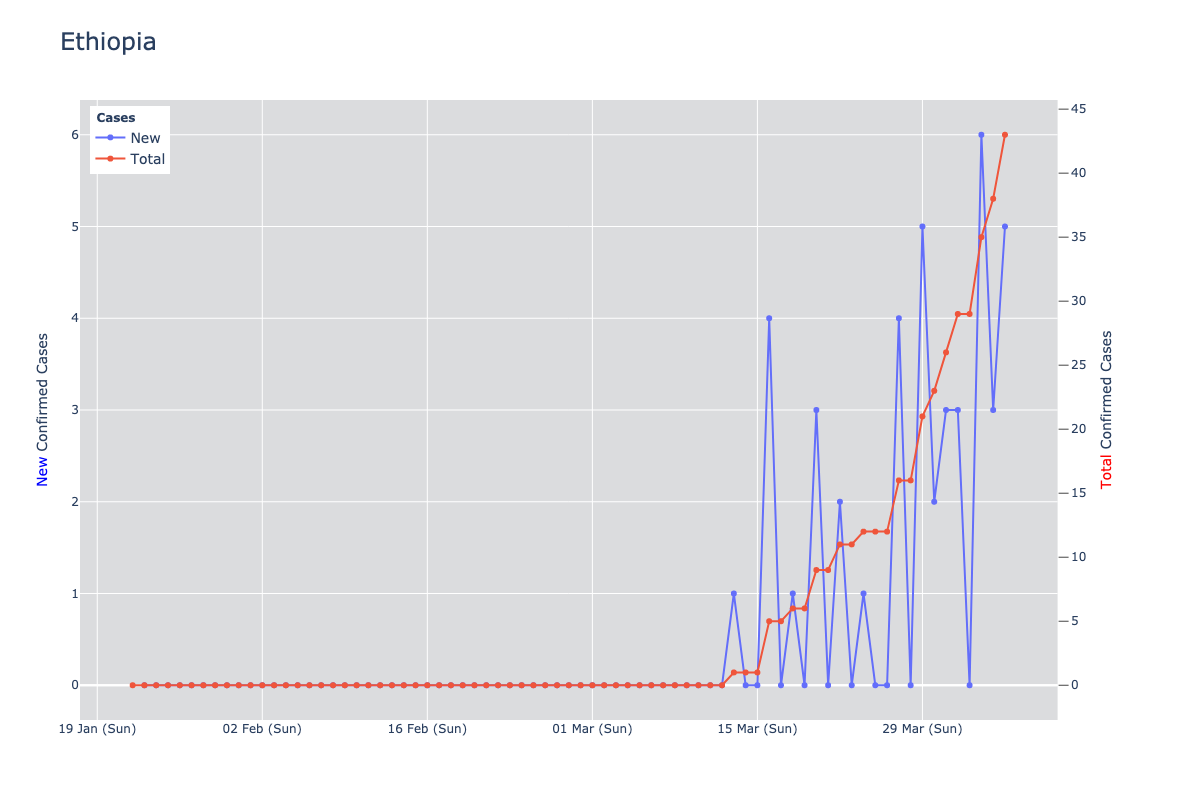 Ethiopia
Cases
New
Total
6
5
4
3
2
1
0
New Confirmed Cases
45
40
35
30
25
20
15
10
5
0
Total Confirmed Cases
19 Jan (Sun)
02 Feb (Sun)
16 Feb (Sun)
01 Mar (Sun)
15 Mar (Sun)
29 Mar (Sun)